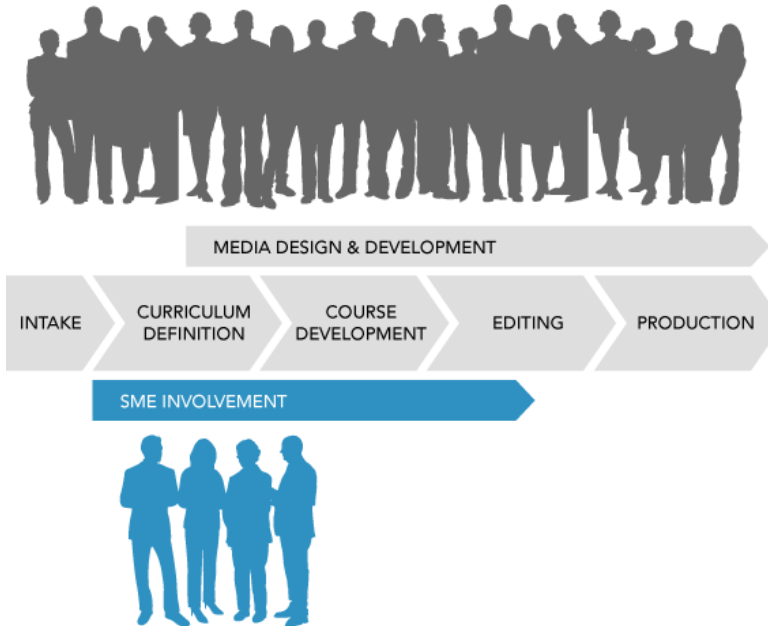 MEDIA DESIGN & DEVELOPMENT
INTAKE
CURRICULUM
DEFINITION
COURSE
DEVELOPMENT
EDITING
PRODUCTION
SME INVOLVEMENT